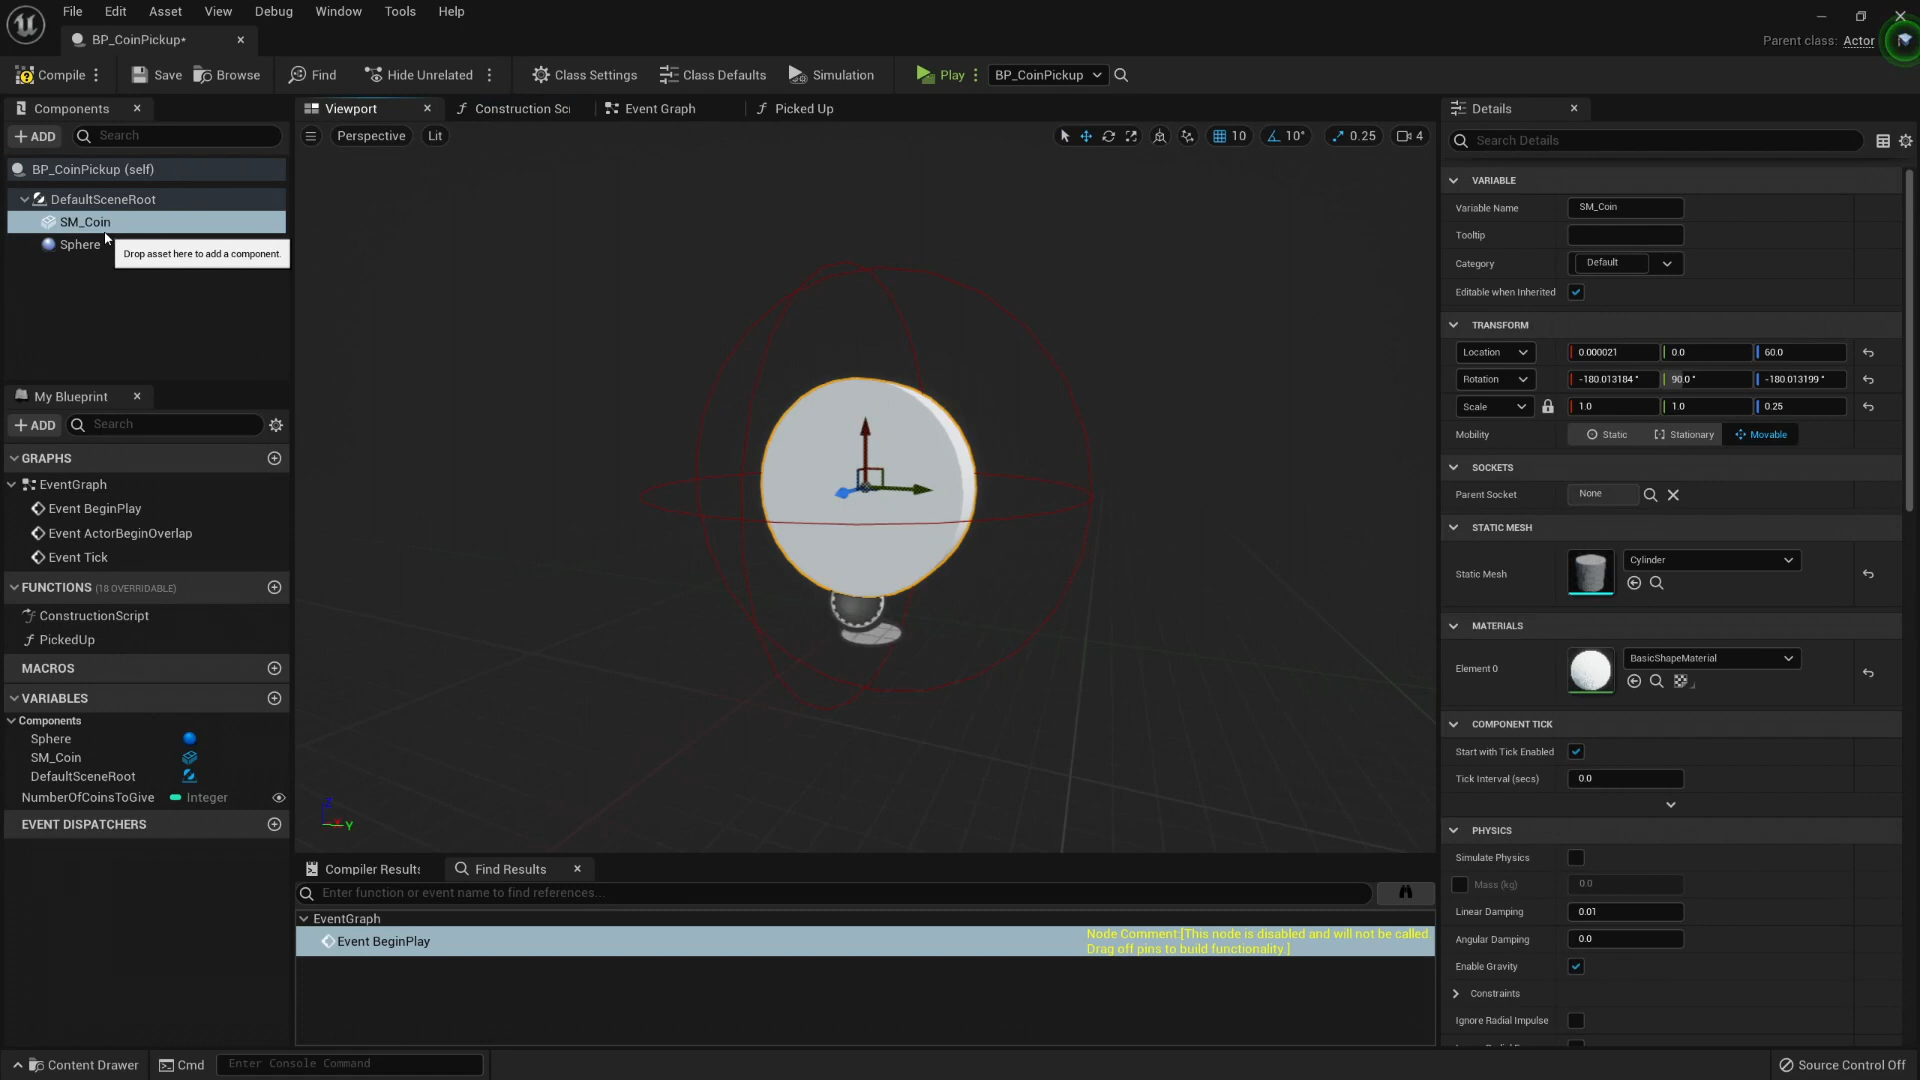 File Edit Asset View Debug Window Tools Help
BP_CoinPickup*
Parent class: Actor
Compile Save Browse Find Hide Unrelated Class Settings Class Defaults Simulation Play BP_CoinPickup
Components
ADD Search
BP_CoinPickup (self)
DefaultSceneRoot
SM_Coin
Sphere
Drop asset here to add a component.
My Blueprint
ADD Search
GRAPHS
EventGraph
Event BeginPlay
Event ActorBeginOverlap
Event Tick
FUNCTIONS (18 OVERRIDABLE)
ConstructionScript
PickedUp
MACROS
VARIABLES
Components
Sphere
SM_Coin
DefaultSceneRoot
NumberOfCoinsToGive Integer
EVENT DISPATCHERS
Viewport Construction Scr Event Graph Picked Up
Perspective Lit 10 10° 0.25 4
Z
Y
Compiler Results Find Results
Enter function or event name to find references...
EventGraph
Event BeginPlay
Node Comment:[This node is disabled and will not be called.
Drag off pins to build functionality.]
Details
Search Details
VARIABLE
Variable Name SM_Coin
Tooltip
Category Default
Editable when Inherited
TRANSFORM
Location 0.000021 0.0 60.0
Rotation -180.013184 ° 90.0 ° -180.013199 °
Scale 1.0 1.0 0.25
Mobility Static Stationary Movable
SOCKETS
Parent Socket None
STATIC MESH
Static Mesh Cylinder
MATERIALS
Element 0 BasicShapeMaterial
COMPONENT TICK
Start with Tick Enabled
Tick Interval (secs) 0.0
PHYSICS
Simulate Physics
Mass (kg) 0.0
Linear Damping 0.01
Angular Damping 0.0
Enable Gravity
Constraints
Ignore Radial Impulse
Content Drawer Cmd Enter Console Command
Source Control Off